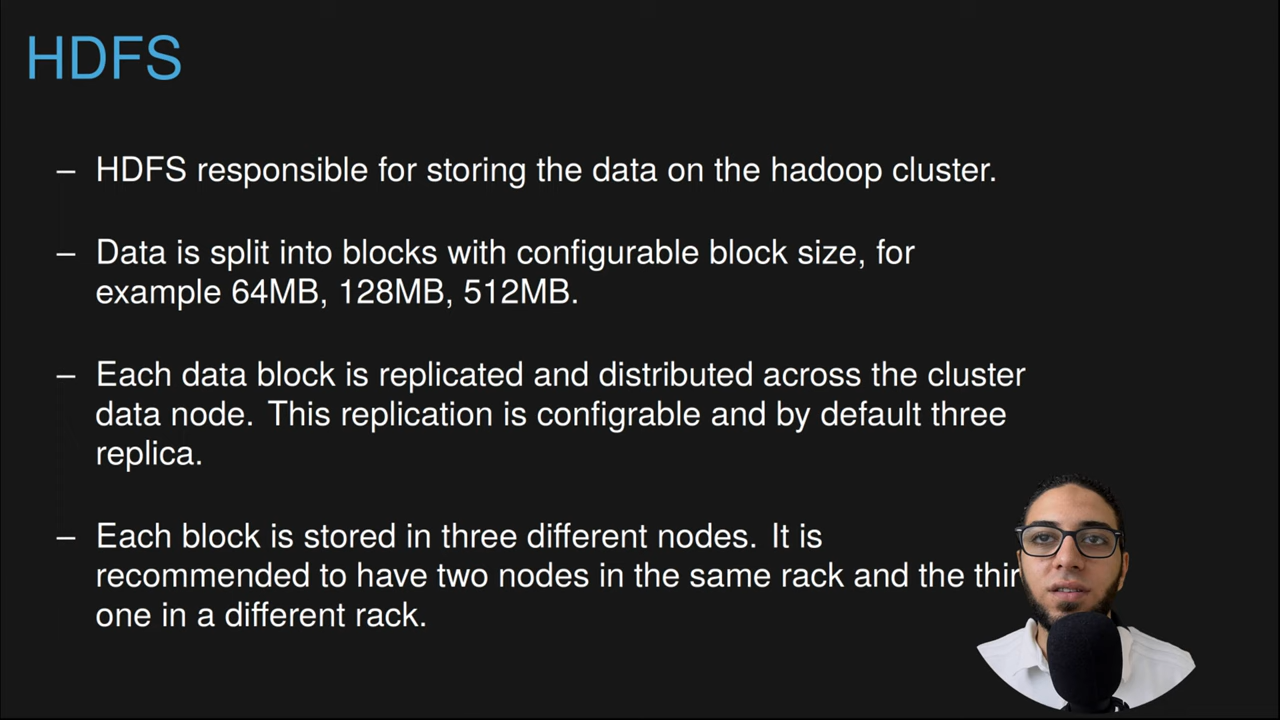 HDFS
– HDFS responsible for storing the data on the hadoop cluster.
– Data is split into blocks with configurable block size, for
example 64MB, 128MB, 512MB.
– Each data block is replicated and distributed across the cluster
data node. This replication is configrable and by default three
replica.
– Each block is stored in three different nodes. It is
recommended to have two nodes in the same rack and the thir
one in a different rack.